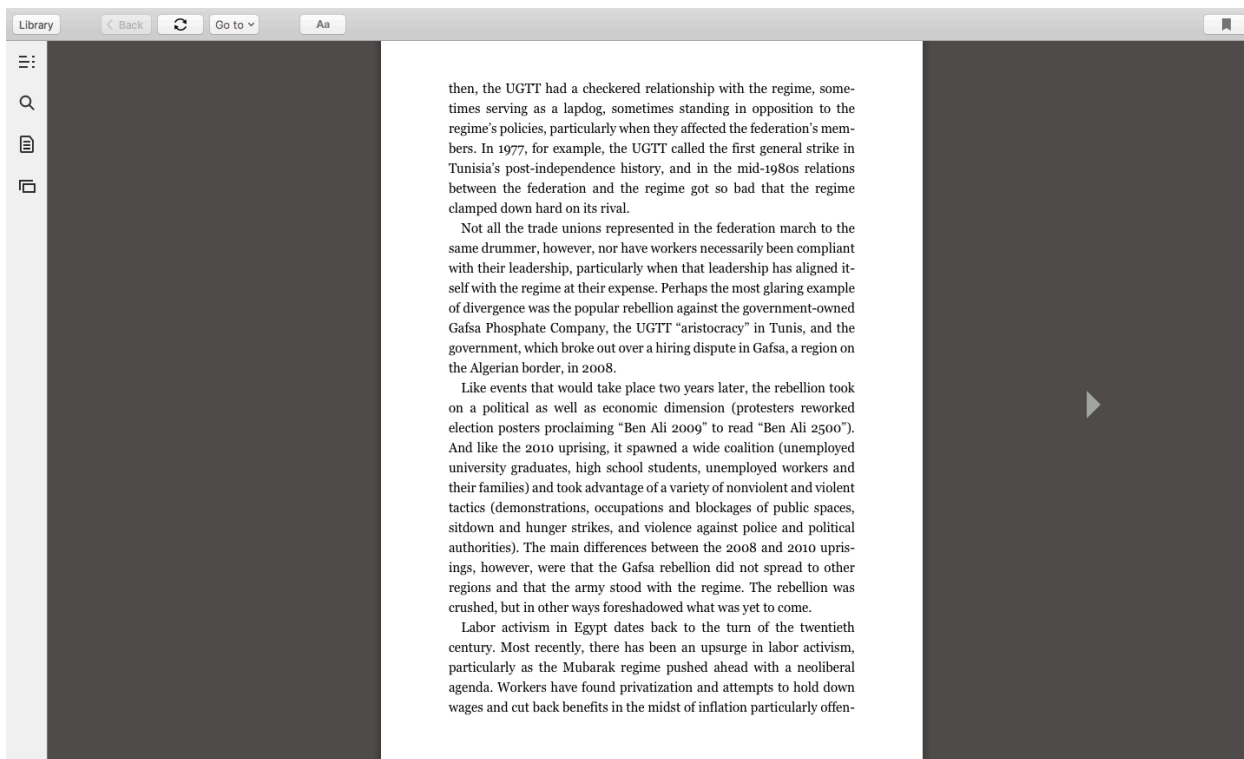 Library
Back
Go to
Aa
then, the UGTT had a checkered relationship with the regime, some-
times serving as a lapdog, sometimes standing in opposition to the
regime’s policies, particularly when they affected the federation’s mem-
bers. In 1977, for example, the UGTT called the first general strike in
Tunisia’s post-independence history, and in the mid-1980s relations
between the federation and the regime got so bad that the regime
clamped down hard on its rival.
Not all the trade unions represented in the federation march to the
same drummer, however, nor have workers necessarily been compliant
with their leadership, particularly when that leadership has aligned it-
self with the regime at their expense. Perhaps the most glaring example
of divergence was the popular rebellion against the government-owned
Gafsa Phosphate Company, the UGTT “aristocracy” in Tunis, and the
government, which broke out over a hiring dispute in Gafsa, a region on
the Algerian border, in 2008.
Like events that would take place two years later, the rebellion took
on a political as well as economic dimension (protesters reworked
election posters proclaiming “Ben Ali 2009” to read “Ben Ali 2500”).
And like the 2010 uprising, it spawned a wide coalition (unemployed
university graduates, high school students, unemployed workers and
their families) and took advantage of a variety of nonviolent and violent
tactics (demonstrations, occupations and blockages of public spaces,
sitdown and hunger strikes, and violence against police and political
authorities). The main differences between the 2008 and 2010 upris-
ings, however, were that the Gafsa rebellion did not spread to other
regions and that the army stood with the regime. The rebellion was
crushed, but in other ways foreshadowed what was yet to come.
Labor activism in Egypt dates back to the turn of the twentieth
century. Most recently, there has been an upsurge in labor activism,
particularly as the Mubarak regime pushed ahead with a neoliberal
agenda. Workers have found privatization and attempts to hold down
wages and cut back benefits in the midst of inflation particularly offen-